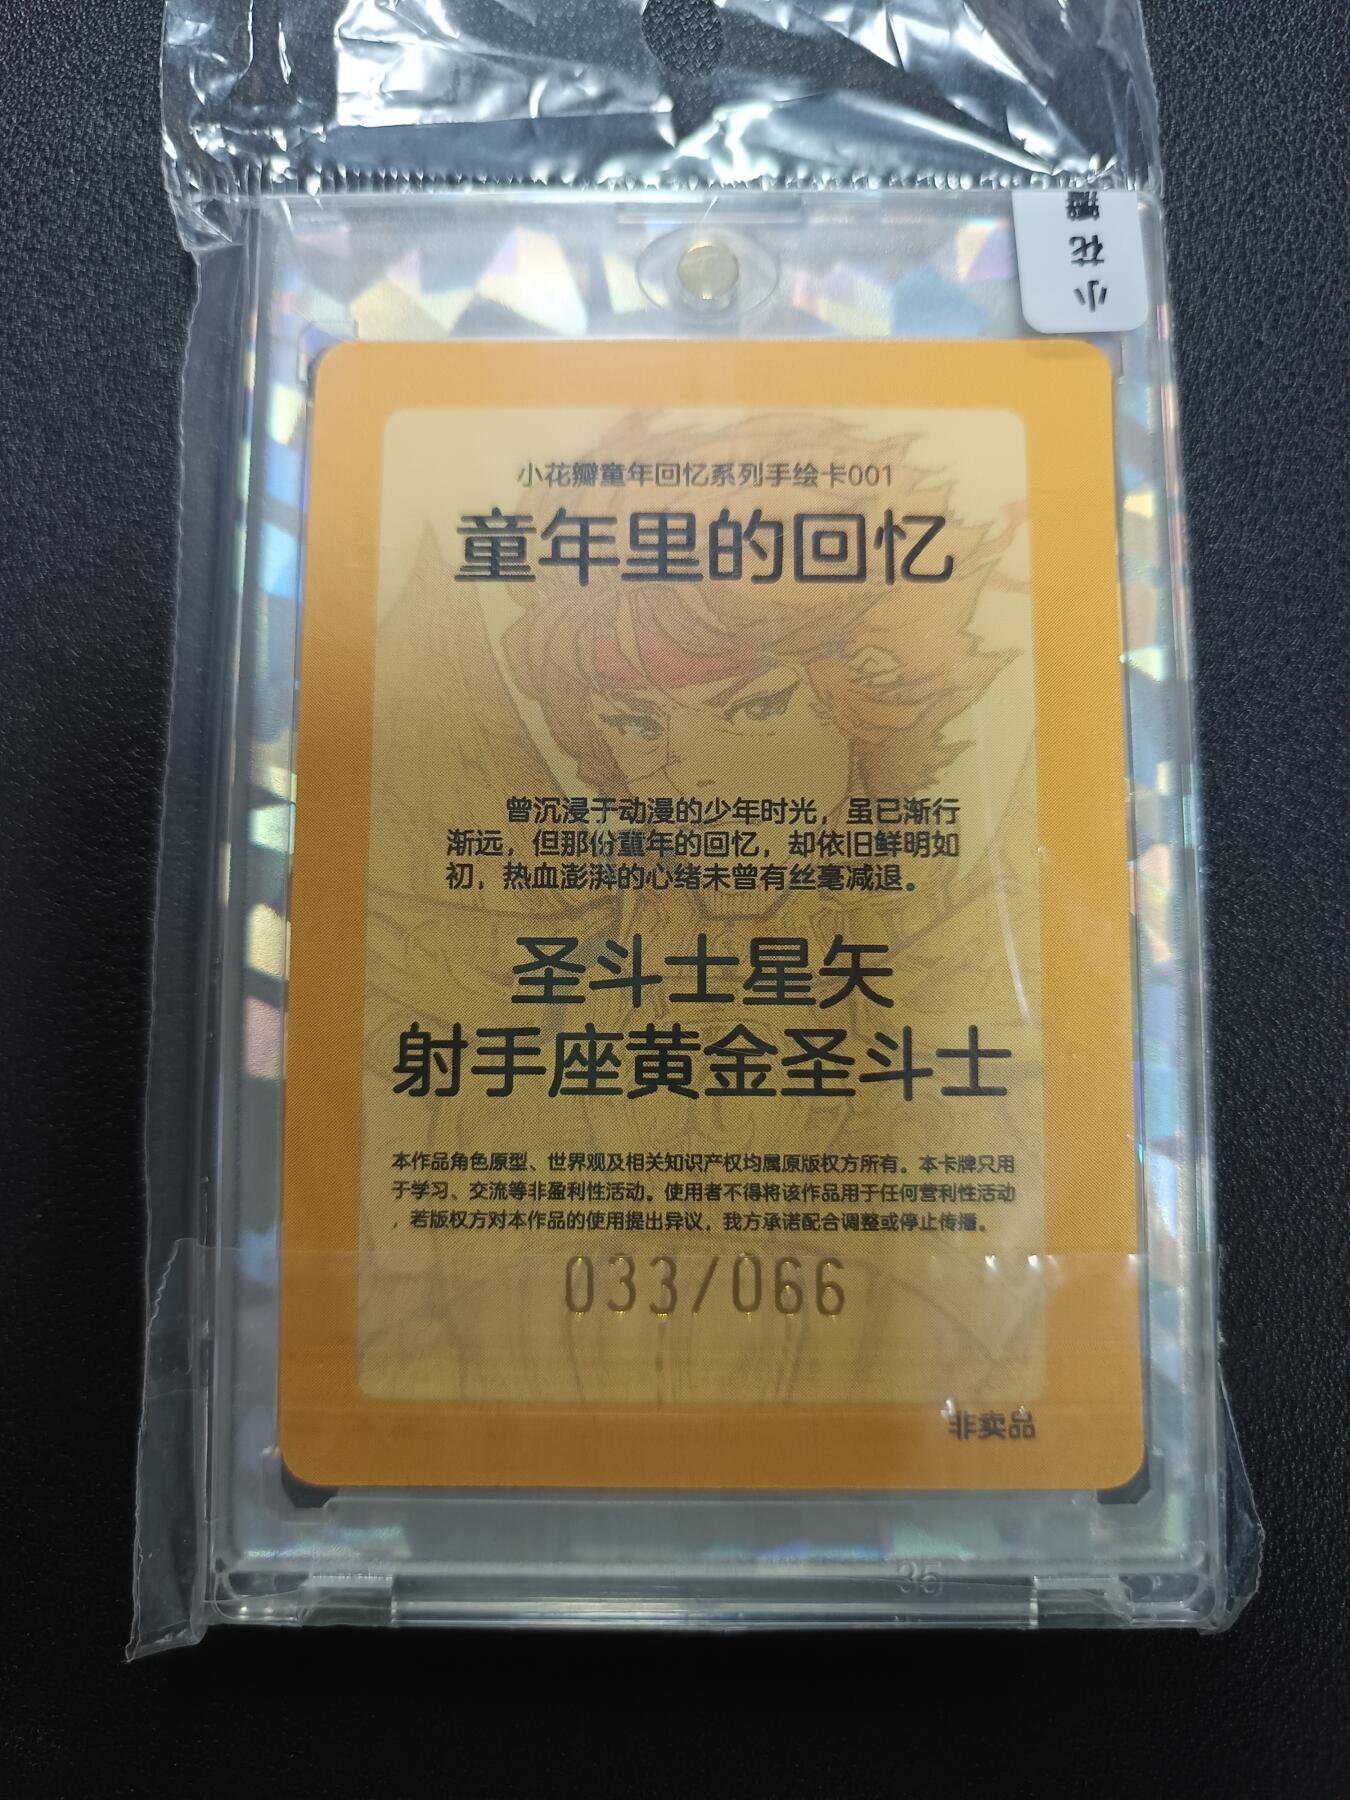 小花瓣
小花瓣童年回忆系列手绘卡001
童年里的回忆
曾沉浸于动漫的少年时光，虽已渐行
渐远，但那份童年的回忆，却依旧鲜明如
初，热血澎湃的心绪未曾有丝毫减退。
圣斗士星矢
射手座黄金圣斗士
本作品角色原型、世界观及相关知识产权均属原版权方所有。本卡牌只用
于学习、交流等非盈利性活动。使用者不得将该作品用于任何营利性活动
，若版权方对本作品的使用提出异议，我方承诺配合调整或停止传播。
033/066
非卖品
35